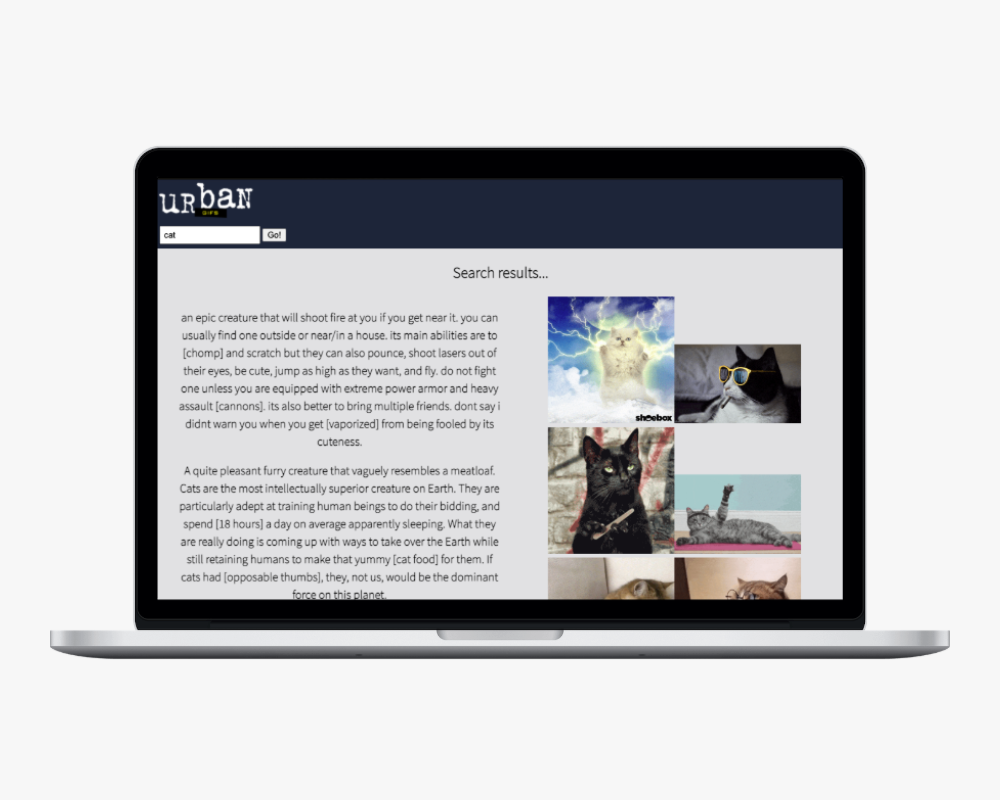 URBAN
GIFS
cat
Go!
Search results...
an epic creature that will shoot fire at you if you get near it. you can
usually find one outside or near/in a house. its main abilities are to
[chomp] and scratch but they can also pounce, shoot lasers out of
their eyes, be cute, jump as high as they want, and fly. do not fight
one unless you are equipped with extreme power armor and heavy
assault [cannons]. its also better to bring multiple friends. dont say i
didnt warn you when you get [vaporized] from being fooled by its
cuteness.
A quite pleasant furry creature that vaguely resembles a meatloaf.
Cats are the most intellectually superior creature on Earth. They are
particularly adept at training human beings to do their bidding, and
spend [18 hours] a day on average apparently sleeping. What they
are really doing is coming up with ways to take over the Earth while
still retaining humans to make that yummy [cat food] for them. If
cats had [opposable thumbs], they, not us, would be the dominant
force on this planet.
shoebox